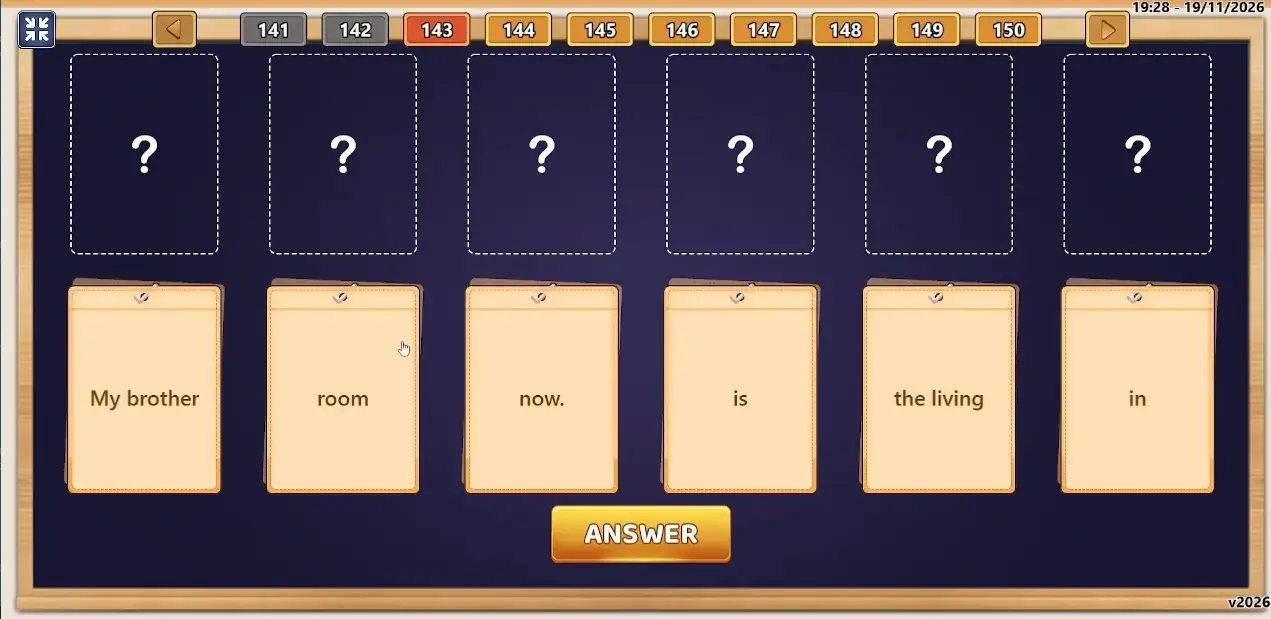 19:28 - 19/11/2026
141 142 143 144 145 146 147 148 149 150
? ? ? ? ? ?
My brother room now. is the living in
ANSWER
v2026